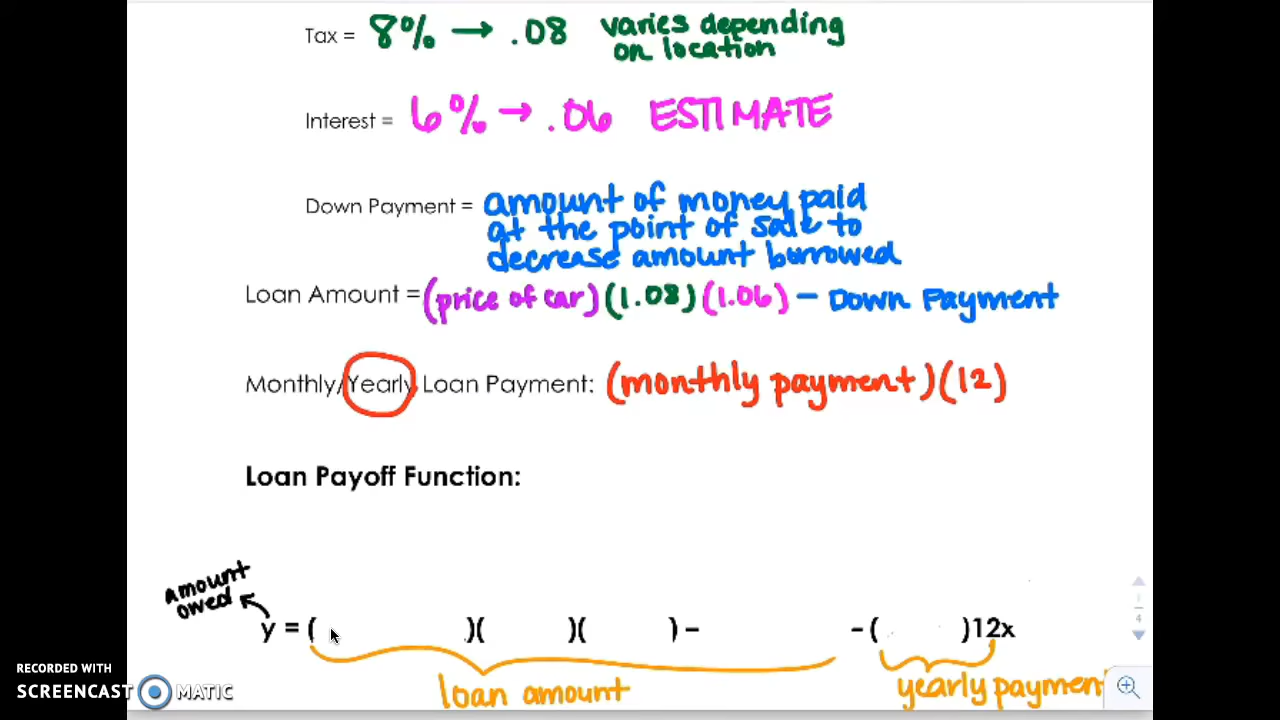 Tax = 8% → .08 varies depending
on location
Interest = 6% → .06 ESTIMATE
Down Payment = amount of money paid
at the point of sale to
decrease amount borrowed
Loan Amount = (price of car)(1.08)(1.06) – Down Payment
Monthly/Yearly Loan Payment: (monthly payment)(12)
Loan Payoff Function:
amount
owed
y = ( )( )( ) – – ( )12x
loan amount
yearly payment
1
4
RECORDED WITH
SCREENCAST MATIC